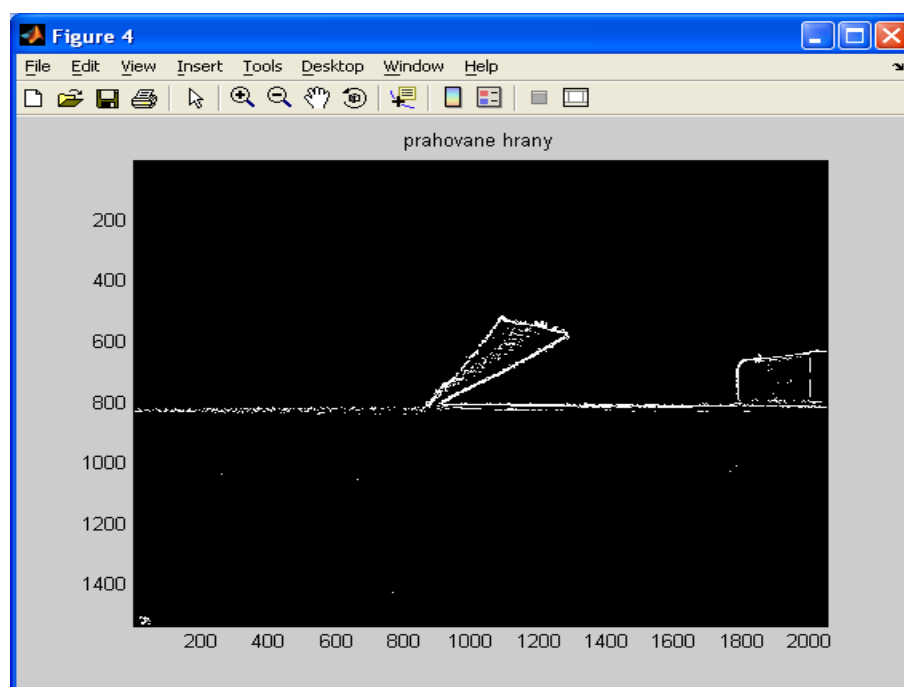 Figure 4
File Edit View Insert Tools Desktop Window Help
prahovane hrany
200
400
600
800
1000
1200
1400
200 400 600 800 1000 1200 1400 1600 1800 2000